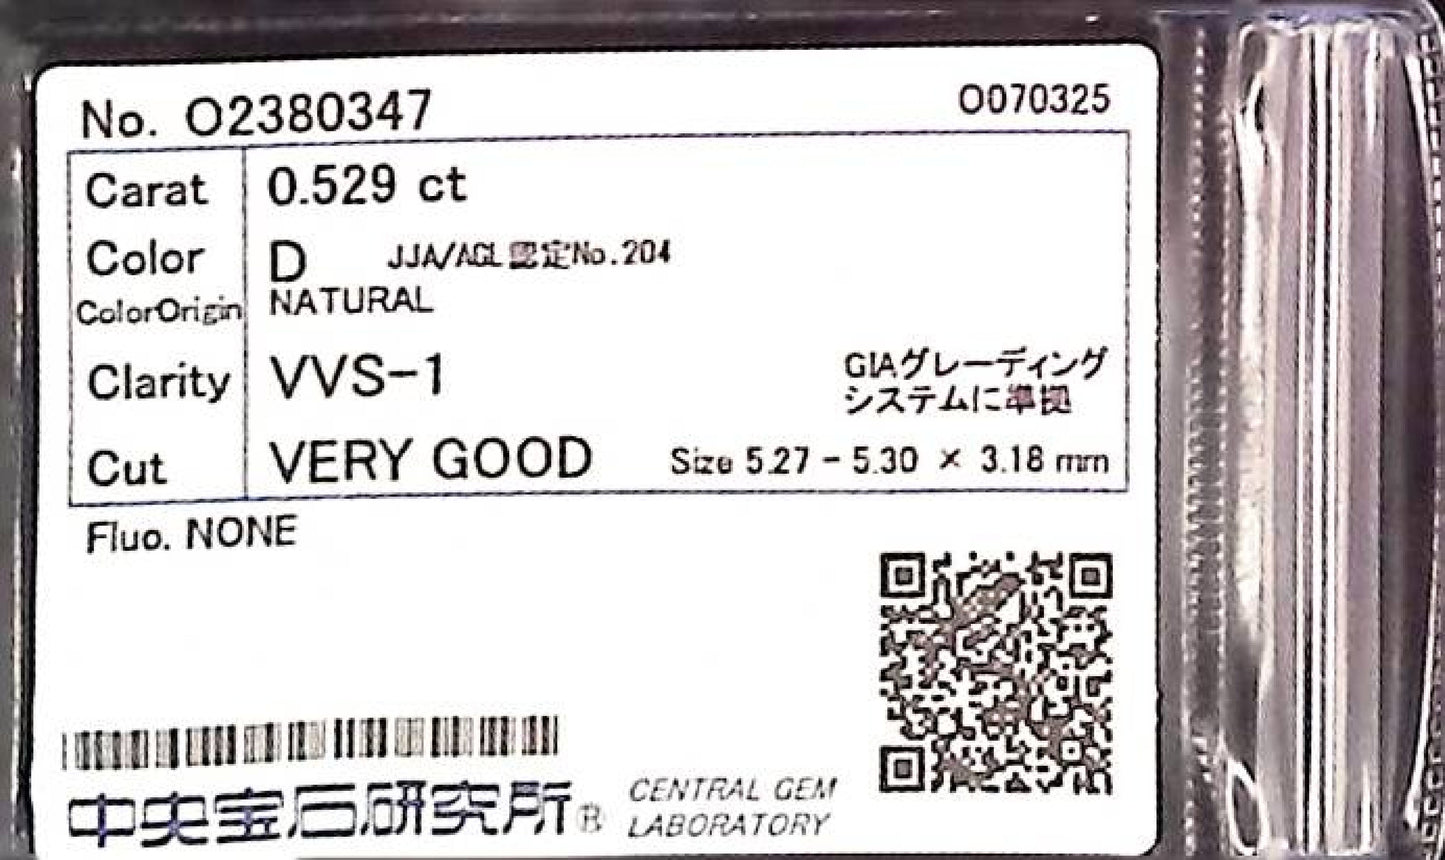 No. O2380347
O070325
Carat 0.529 ct
Color D JJA/AGL認定No.204
ColorOrigin NATURAL
Clarity VVS-1
GIAグレーディング
システムに準拠
Cut VERY GOOD Size 5.27 - 5.30 × 3.18 mm
Fluo. NONE
中央宝石研究所®
CENTRAL GEM
LABORATORY